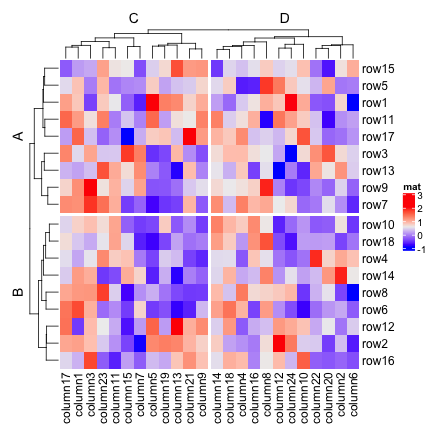 C D
A
B
row15
row5
row1
row11
row17
row3
row13
row9
row7
row10
row18
row4
row14
row8
row6
row12
row2
row16
column17
column1
column3
column23
column11
column15
column7
column5
column19
column13
column21
column9
column14
column18
column4
column16
column8
column12
column24
column10
column22
column20
column2
column6
mat
3
2
1
0
-1